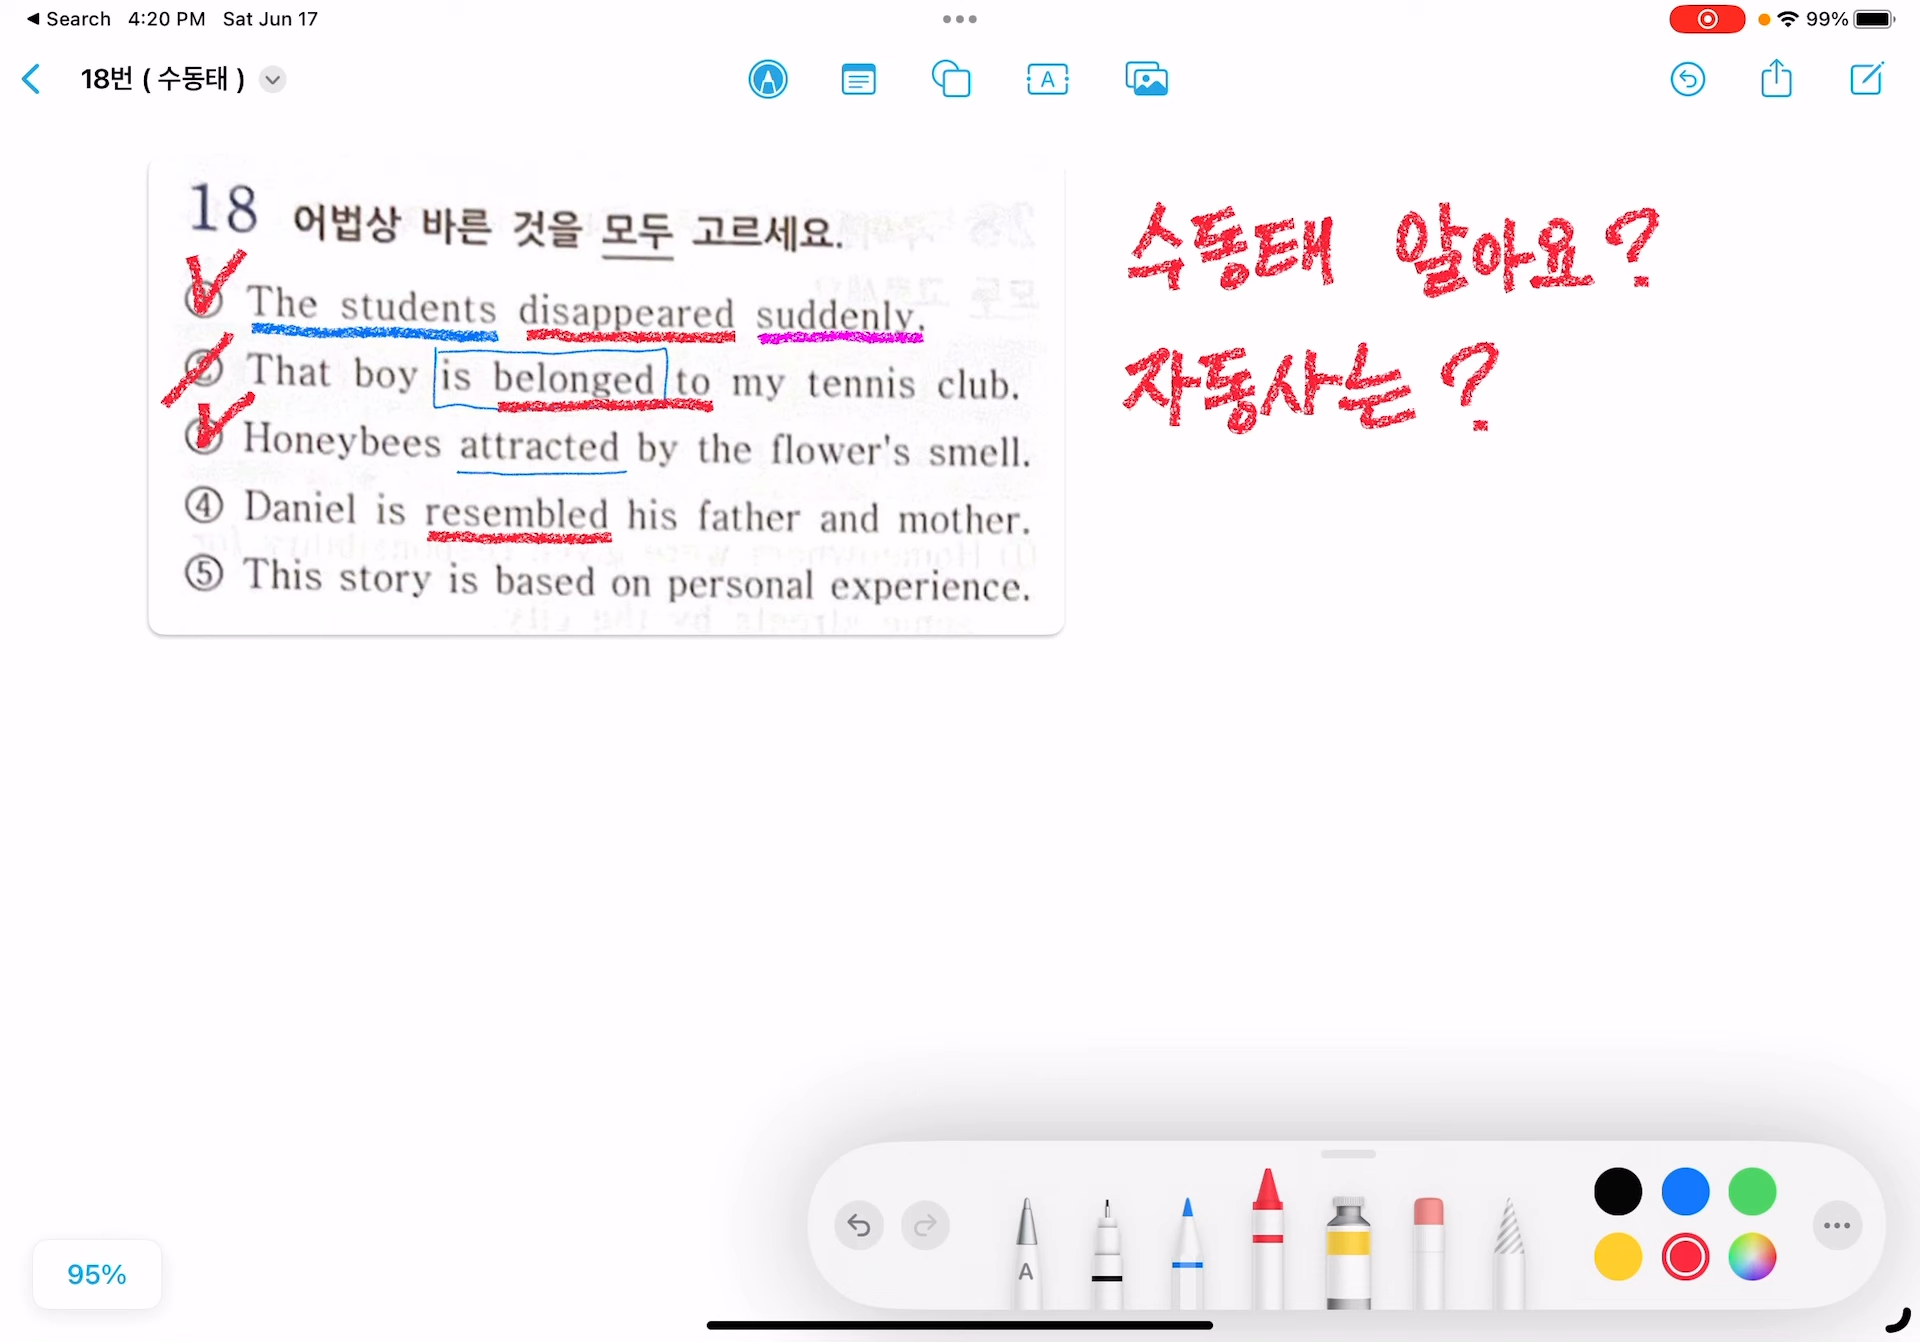 Search 4:20 PM Sat Jun 17
99%
18번 ( 수동태 )
18 어법상 바른 것을 모두 고르세요.
① The students disappeared suddenly.
② That boy is belonged to my tennis club.
③ Honeybees attracted by the flower's smell.
④ Daniel is resembled his father and mother.
⑤ This story is based on personal experience.
수동태 알아요?
자동사는?
A
95%